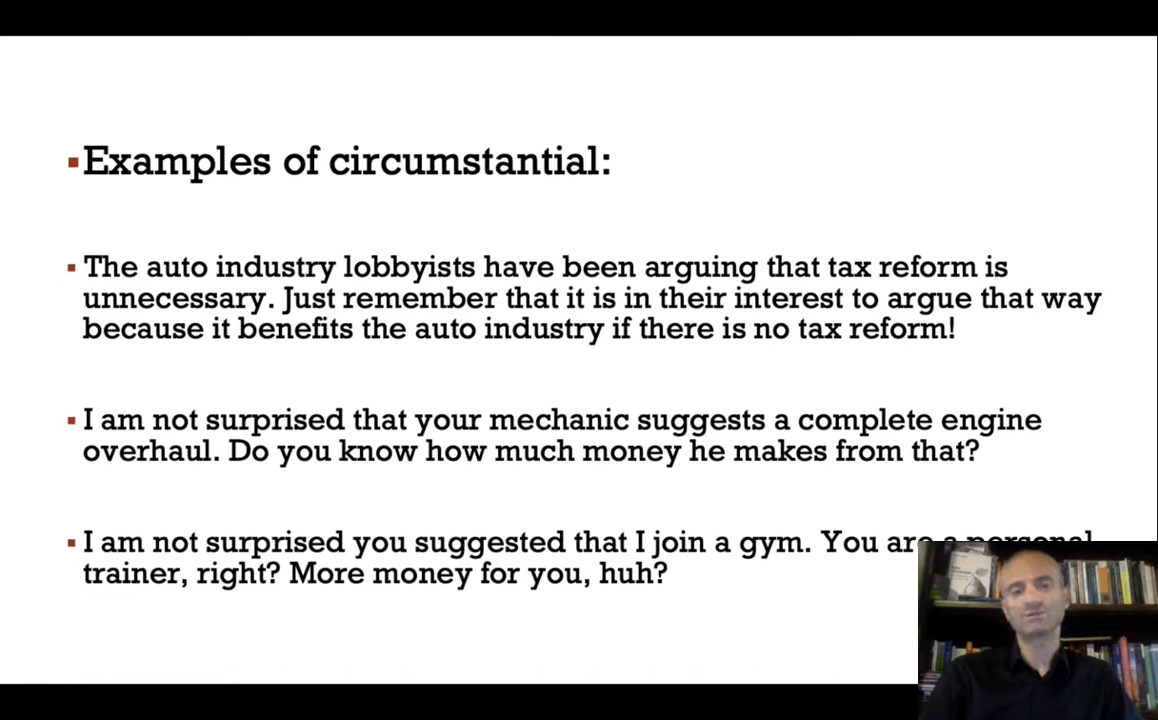 Examples of circumstantial:
The auto industry lobbyists have been arguing that tax reform is
unnecessary. Just remember that it is in their interest to argue that way
because it benefits the auto industry if there is no tax reform!
I am not surprised that your mechanic suggests a complete engine
overhaul. Do you know how much money he makes from that?
I am not surprised you suggested that I join a gym. You are a personal
trainer, right? More money for you, huh?